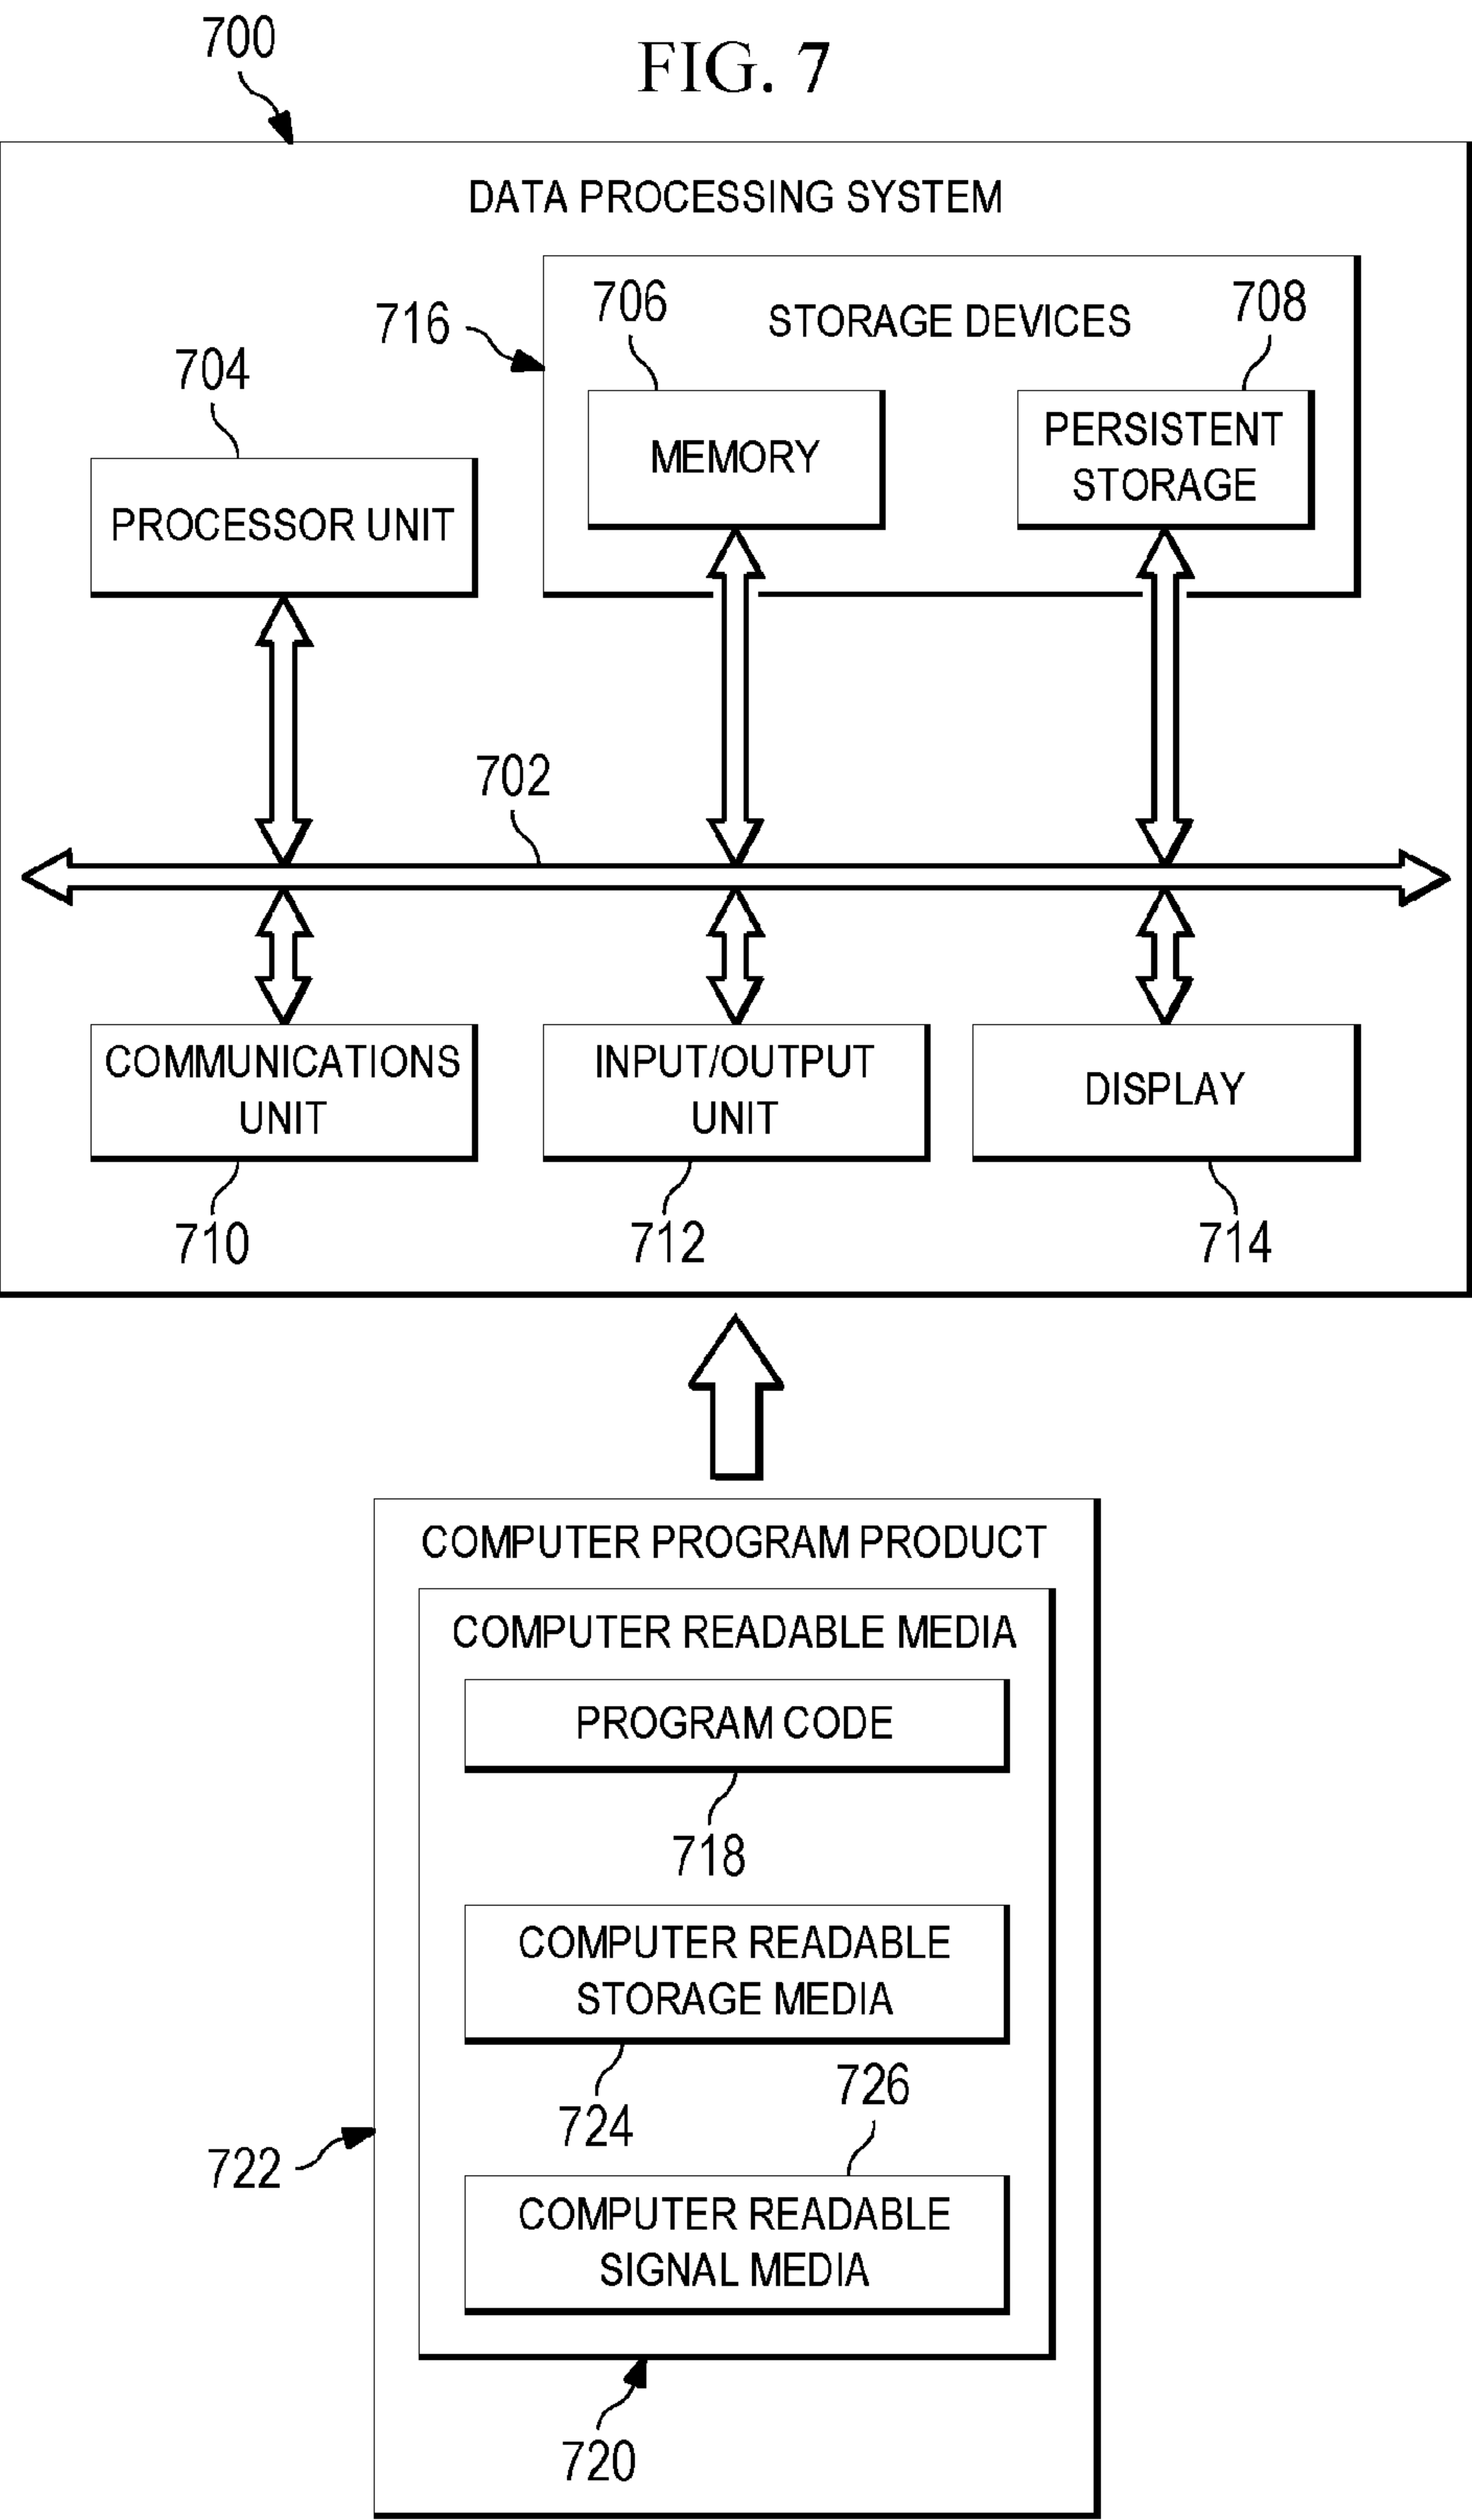 700
FIG. 7
DATA PROCESSING SYSTEM
716
706
STORAGE DEVICES
708
704
MEMORY
PERSISTENT
STORAGE
PROCESSOR UNIT
702
COMMUNICATIONS
UNIT
INPUT/OUTPUT
UNIT
DISPLAY
710
712
714
COMPUTER PROGRAM PRODUCT
COMPUTER READABLE MEDIA
PROGRAM CODE
718
COMPUTER READABLE
STORAGE MEDIA
724
726
722
COMPUTER READABLE
SIGNAL MEDIA
720